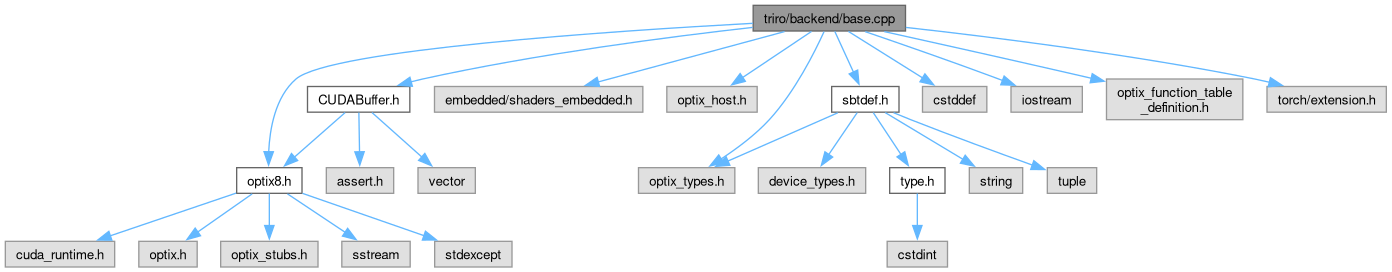 triro/backend/base.cpp
CUDABuffer.h
embedded/shaders_embedded.h
optix_host.h
sbtdef.h
cstddef
iostream
optix_function_table
_definition.h
torch/extension.h
optix8.h
assert.h
vector
optix_types.h
device_types.h
type.h
string
tuple
cuda_runtime.h
optix.h
optix_stubs.h
sstream
stdexcept
cstdint